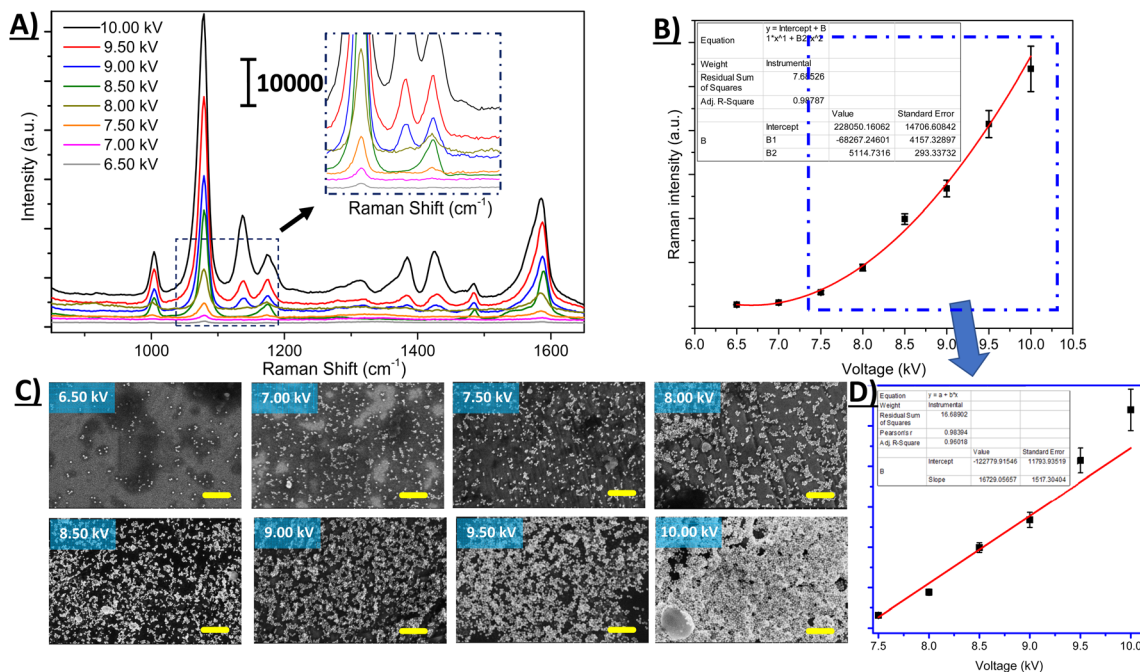 A)
10.00 kV
9.50 kV
9.00 kV
8.50 kV
8.00 kV
7.50 kV
7.00 kV
6.50 kV
10000
Raman Shift (cm-1)
Intensity (a.u.)
1000 1200 1400 1600
Raman Shift (cm-1)
B)
Equation y = Intercept + B
Weight Instrumental
Residual Sum
of Squares
Adj. R-Square
Value Standard Error
B Intercept 228050.16062 14706.60842
B1 -68267.24601 4157.32897
B2 5114.7316 293.33732
Raman intensity (a.u.)
6.0 6.5 7.0 7.5 8.0 8.5 9.0 9.5 10.0 10.5
Voltage (kV)
C)
6.50 kV
7.00 kV
7.50 kV
8.00 kV
8.50 kV
9.00 kV
9.50 kV
10.00 kV
D)
Equation y = a + b*x
Weight Instrumental
Residual Sum 16.68902
of Squares
Pearson's r 0.98394
Adj. R-Square 0.96018
Value Standard Error
B Intercept -122779.91546 11793.93519
Slope 16729.05657 1517.30404
7.5 8.0 8.5 9.0 9.5 10.0
Voltage (kV)